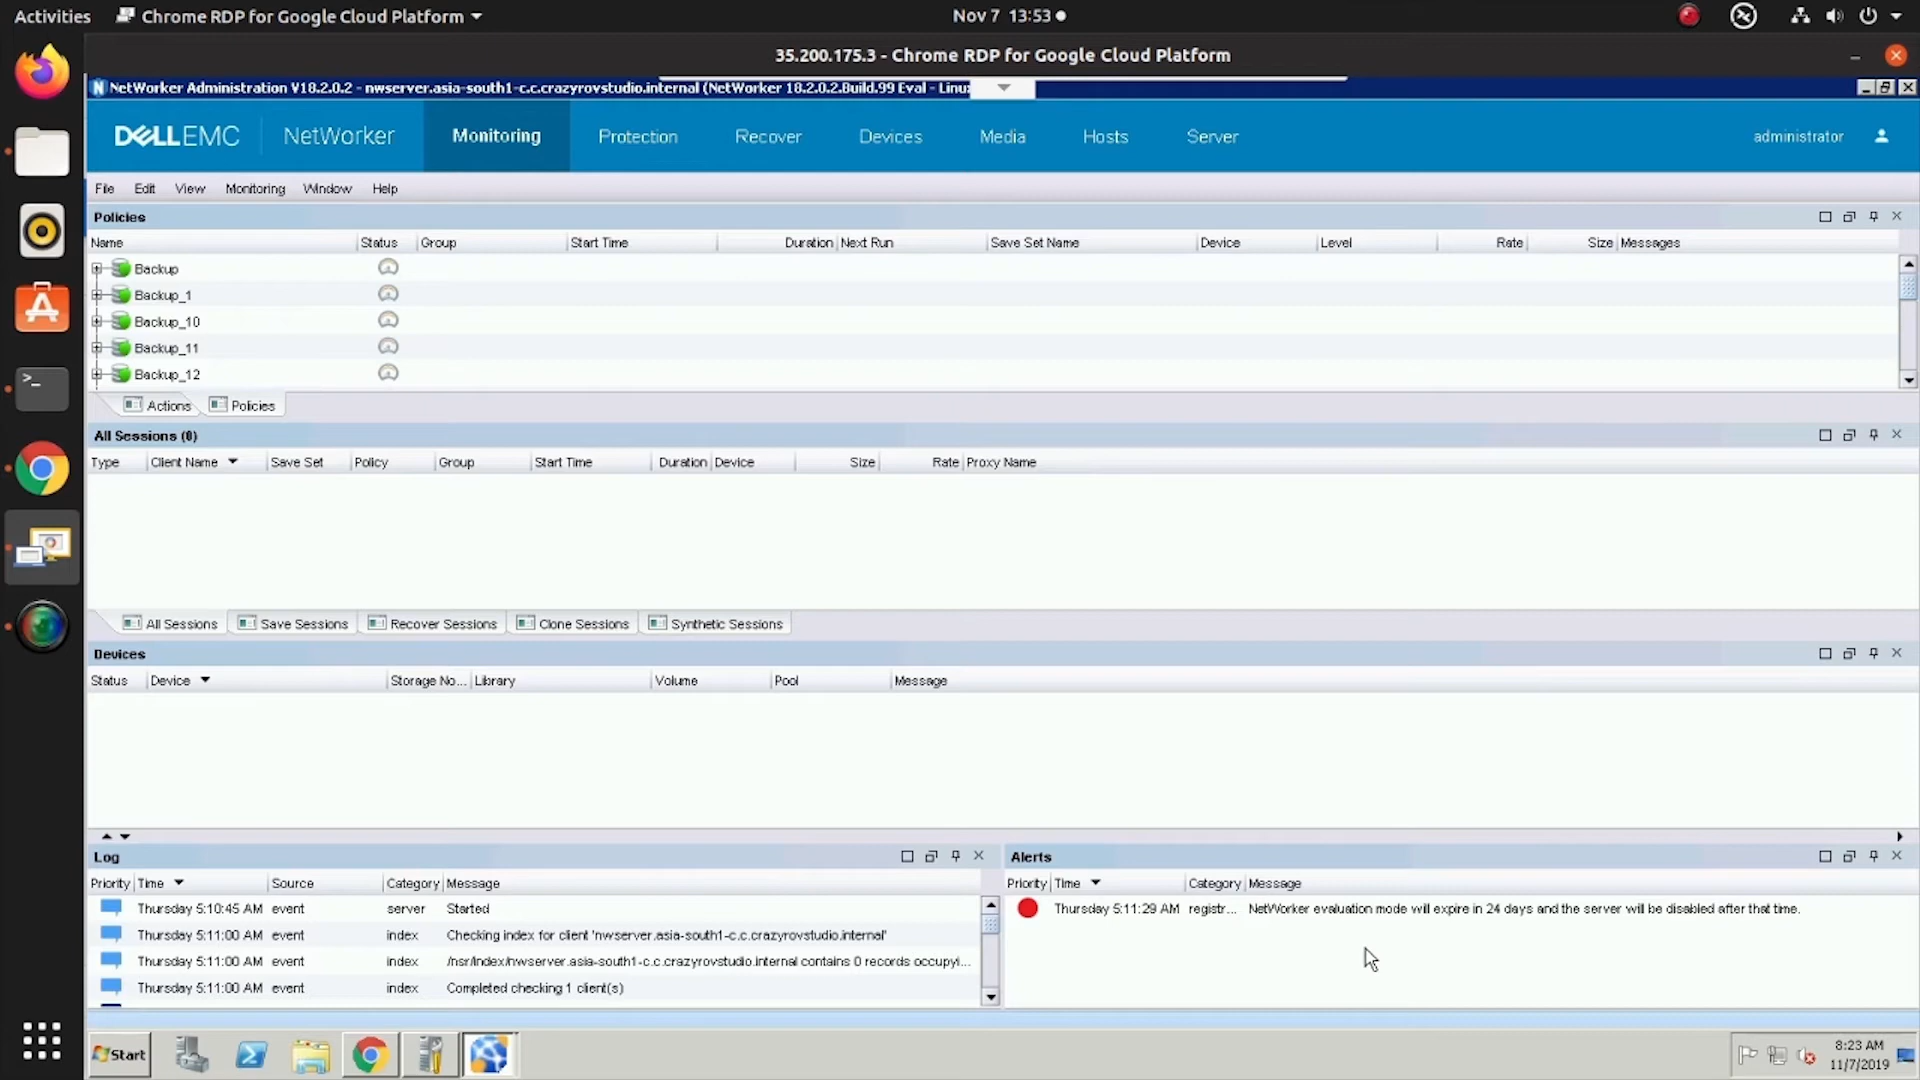 Activities
Chrome RDP for Google Cloud Platform
Nov 7 13:53
35.200.175.3 - Chrome RDP for Google Cloud Platform
NetWorker Administration V18.2.0.2 - nwserver.asia-south1-c.c.crazyrovstudio.internal (NetWorker 18.2.0.2.Build.99 Eval - Linux
DELLEMC NetWorker Monitoring Protection Recover Devices Media Hosts Server administrator
File Edit View Monitoring Window Help
Policies
Name Status Group Start Time Duration Next Run Save Set Name Device Level Rate Size Messages
Backup
Backup_1
Backup_10
Backup_11
Backup_12
Actions Policies
All Sessions (0)
Type Client Name Save Set Policy Group Start Time Duration Device Size Rate Proxy Name
All Sessions Save Sessions Recover Sessions Clone Sessions Synthetic Sessions
Devices
Status Device Storage No... Library Volume Pool Message
Log
Priority Time Source Category Message
Thursday 5:10:45 AM event server Started
Thursday 5:11:00 AM event index Checking index for client 'nwserver.asia-south1-c.c.crazyrovstudio.internal'
Thursday 5:11:00 AM event index /nsr/index/nwserver.asia-south1-c.c.crazyrovstudio.internal contains 0 records occupyi...
Thursday 5:11:00 AM event index Completed checking 1 client(s)
Alerts
Priority Time Category Message
Thursday 5:11:29 AM registr... NetWorker evaluation mode will expire in 24 days and the server will be disabled after that time.
Start
8:23 AM
11/7/2019